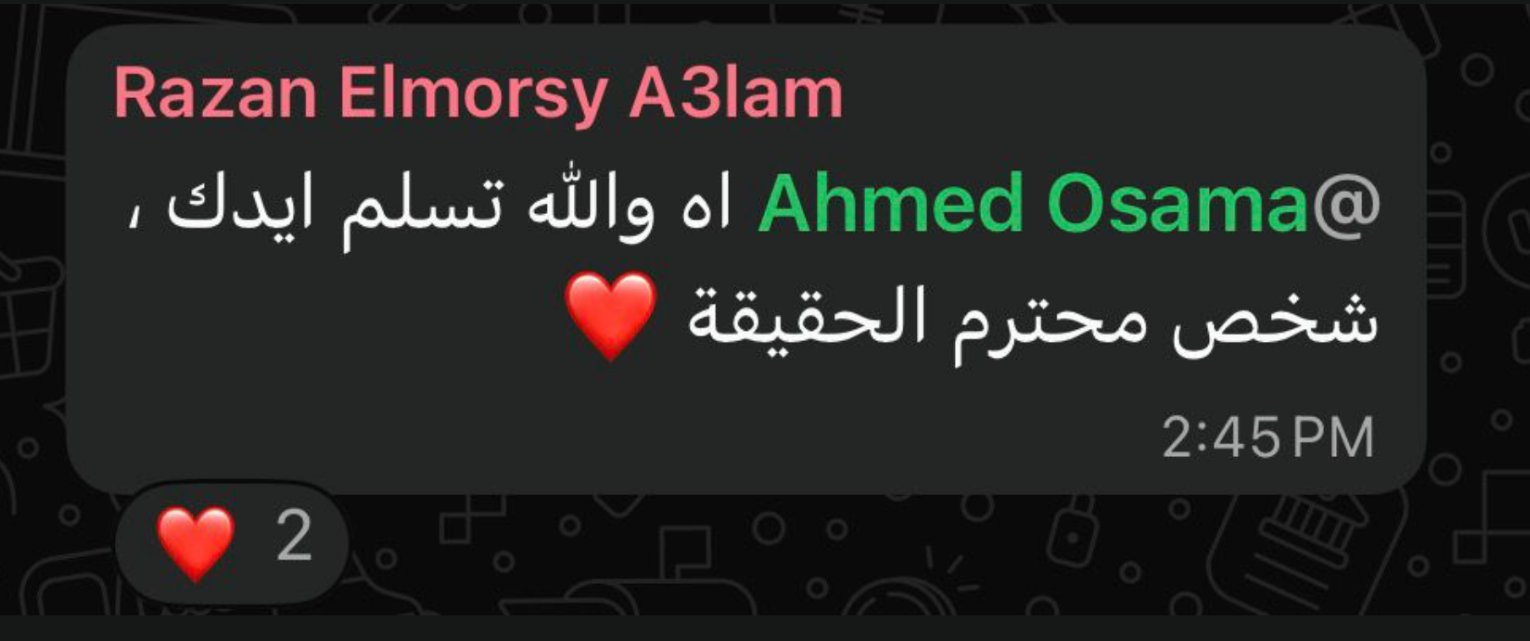 Razan Elmorsy A3lam
@Ahmed Osama اه والله تسلم ايدك ،
شخص محترم الحقيقة ❤️
2:45 PM
❤️ 2